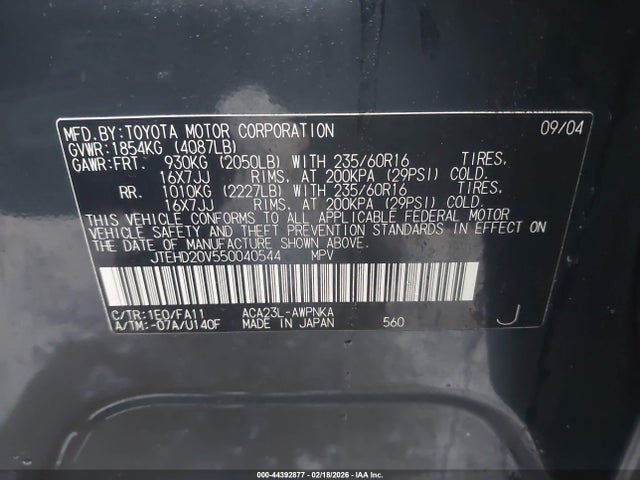 MFD.BY:TOYOTA MOTOR CORPORATION 09/04
GVWR:1854KG (4087LB)
GAWR:FRT. 930KG (2050LB) WITH 235/60R16 TIRES,
16X7JJ RIMS, AT 200KPA (29PSI) COLD.
RR. 1010KG (2227LB) WITH 235/60R16 TIRES,
16X7JJ RIMS, AT 200KPA (29PSI) COLD.
THIS VEHICLE CONFORMS TO ALL APPLICABLE FEDERAL MOTOR
VEHICLE SAFETY AND THEFT PREVENTION STANDARDS IN EFFECT ON
THE DATE OF MANUFACTURE SHOWN ABOVE.
JTEHD20V550040544 MPV
C/TR:1E0/FA11 ACA23L-AWPNKA
A/TM:-07A/U140F MADE IN JAPAN 560 J
000-44392877 - 02/18/2026 - IAA Inc.